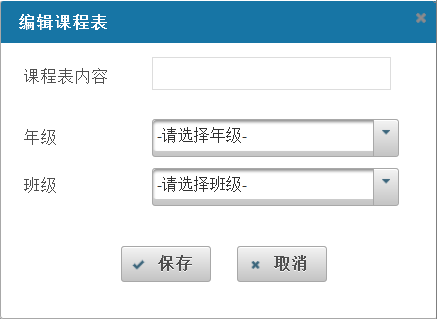 编辑课程表
课程表内容
年级
-请选择年级-
班级
-请选择班级-
保存
取消